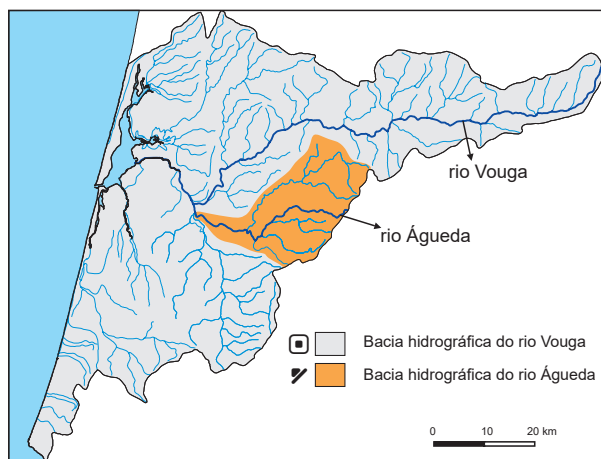 rio Vouga
rio Águeda
Bacia hidrográfica do rio Vouga
Bacia hidrográfica do rio Águeda
0 10 20 km